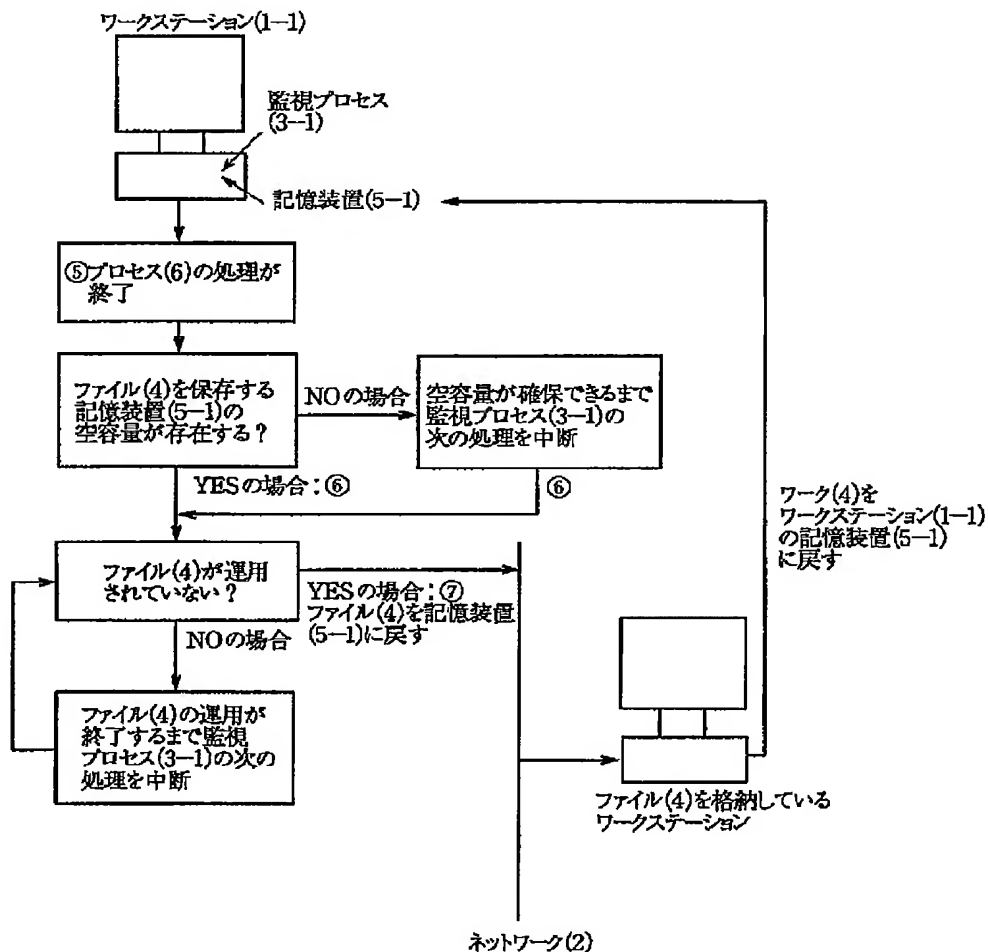 ワークステーション(1—1)
監視プロセス
(3—1)
記憶装置(5—1)
⑤プロセス(6)の処理が
終了
ファイル(4)を保存する
記憶装置(5—1)の
空容量が存在する?
NOの場合
空容量が確保できるまで
監視プロセス(3—1)の
次の処理を中断
YESの場合:⑥
⑥
ワーク(4)を
ワークステーション(1—1)
の記憶装置(5—1)
に戻す
ファイル(4)が運用
されていない?
YESの場合:⑦
ファイル(4)を記憶装置
(5—1)に戻す
NOの場合
ファイル(4)の運用が
終了するまで監視
プロセス(3—1)の次の
処理を中断
ファイル(4)を格納している
ワークステーション
ネットワーク(2)